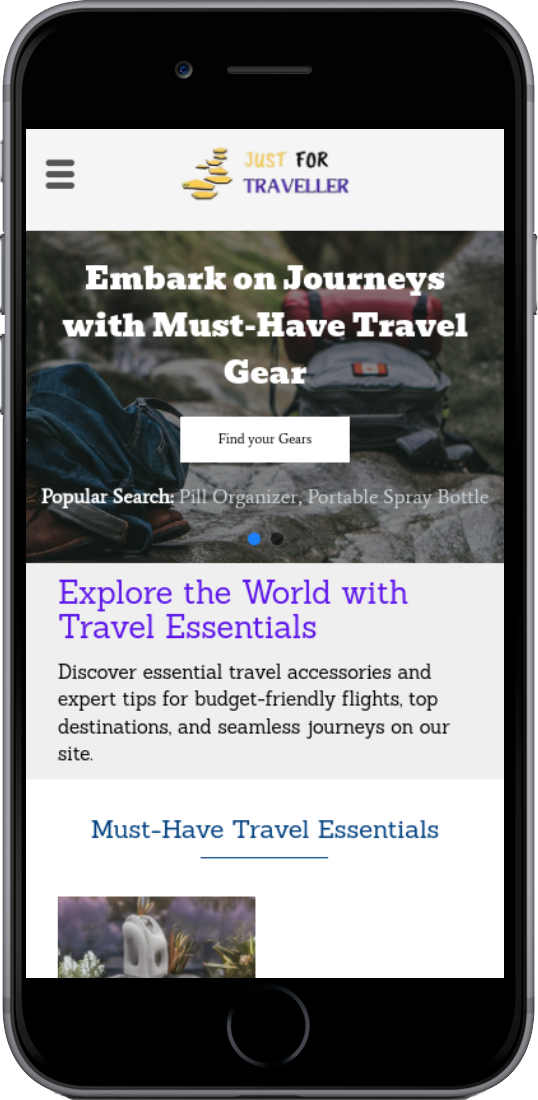 JUST FOR
TRAVELLER
Embark on Journeys
with Must-Have Travel
Gear
Find your Gears
Popular Search: Pill Organizer, Portable Spray Bottle
Explore the World with
Travel Essentials
Discover essential travel accessories and
expert tips for budget-friendly flights, top
destinations, and seamless journeys on our
site.
Must-Have Travel Essentials